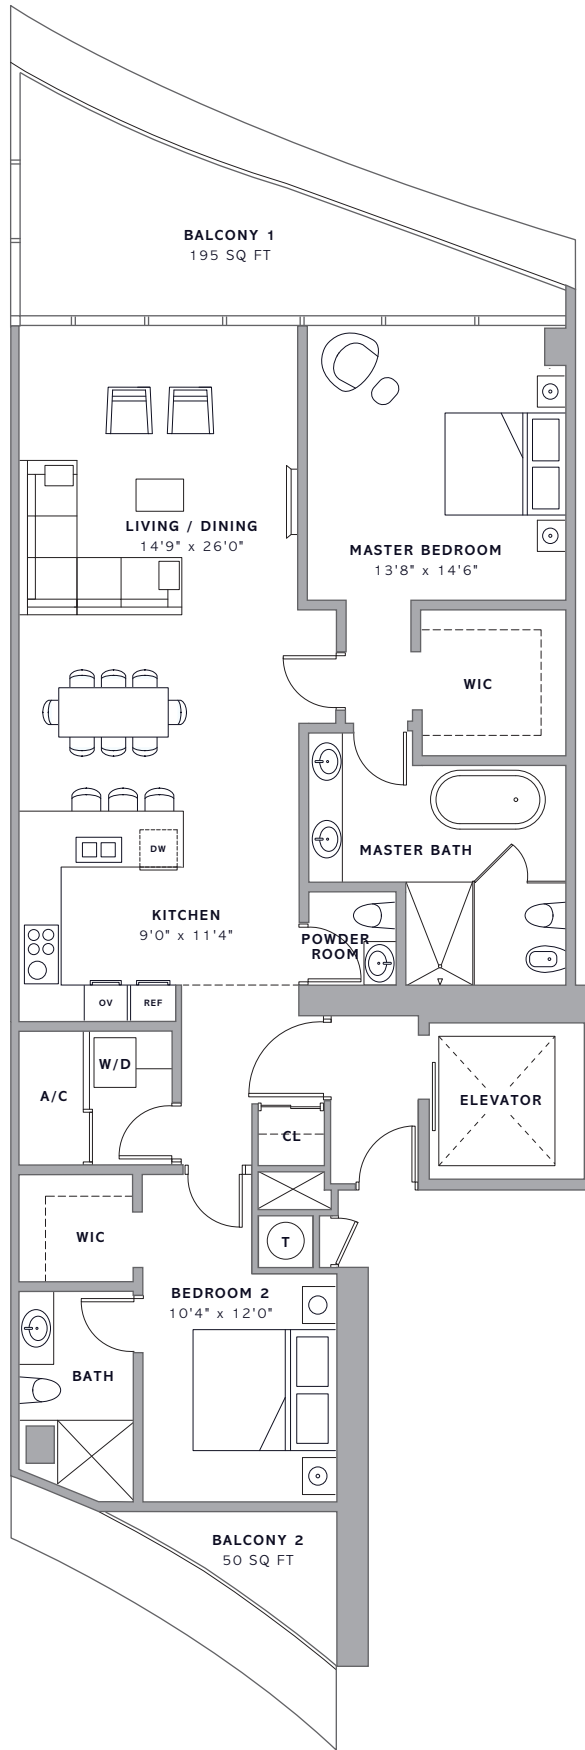 BALCONY 1
195 SQ FT
LIVING / DINING
14'9" x 26'0"
MASTER BEDROOM
13'8" x 14'6"
WIC
MASTER BATH
DW
KITCHEN
9'0" x 11'4"
POWDER
ROOM
OV
REF
W/D
A/C
ELEVATOR
CL
WIC
T
BEDROOM 2
10'4" x 12'0"
BATH
BALCONY 2
50 SQ FT